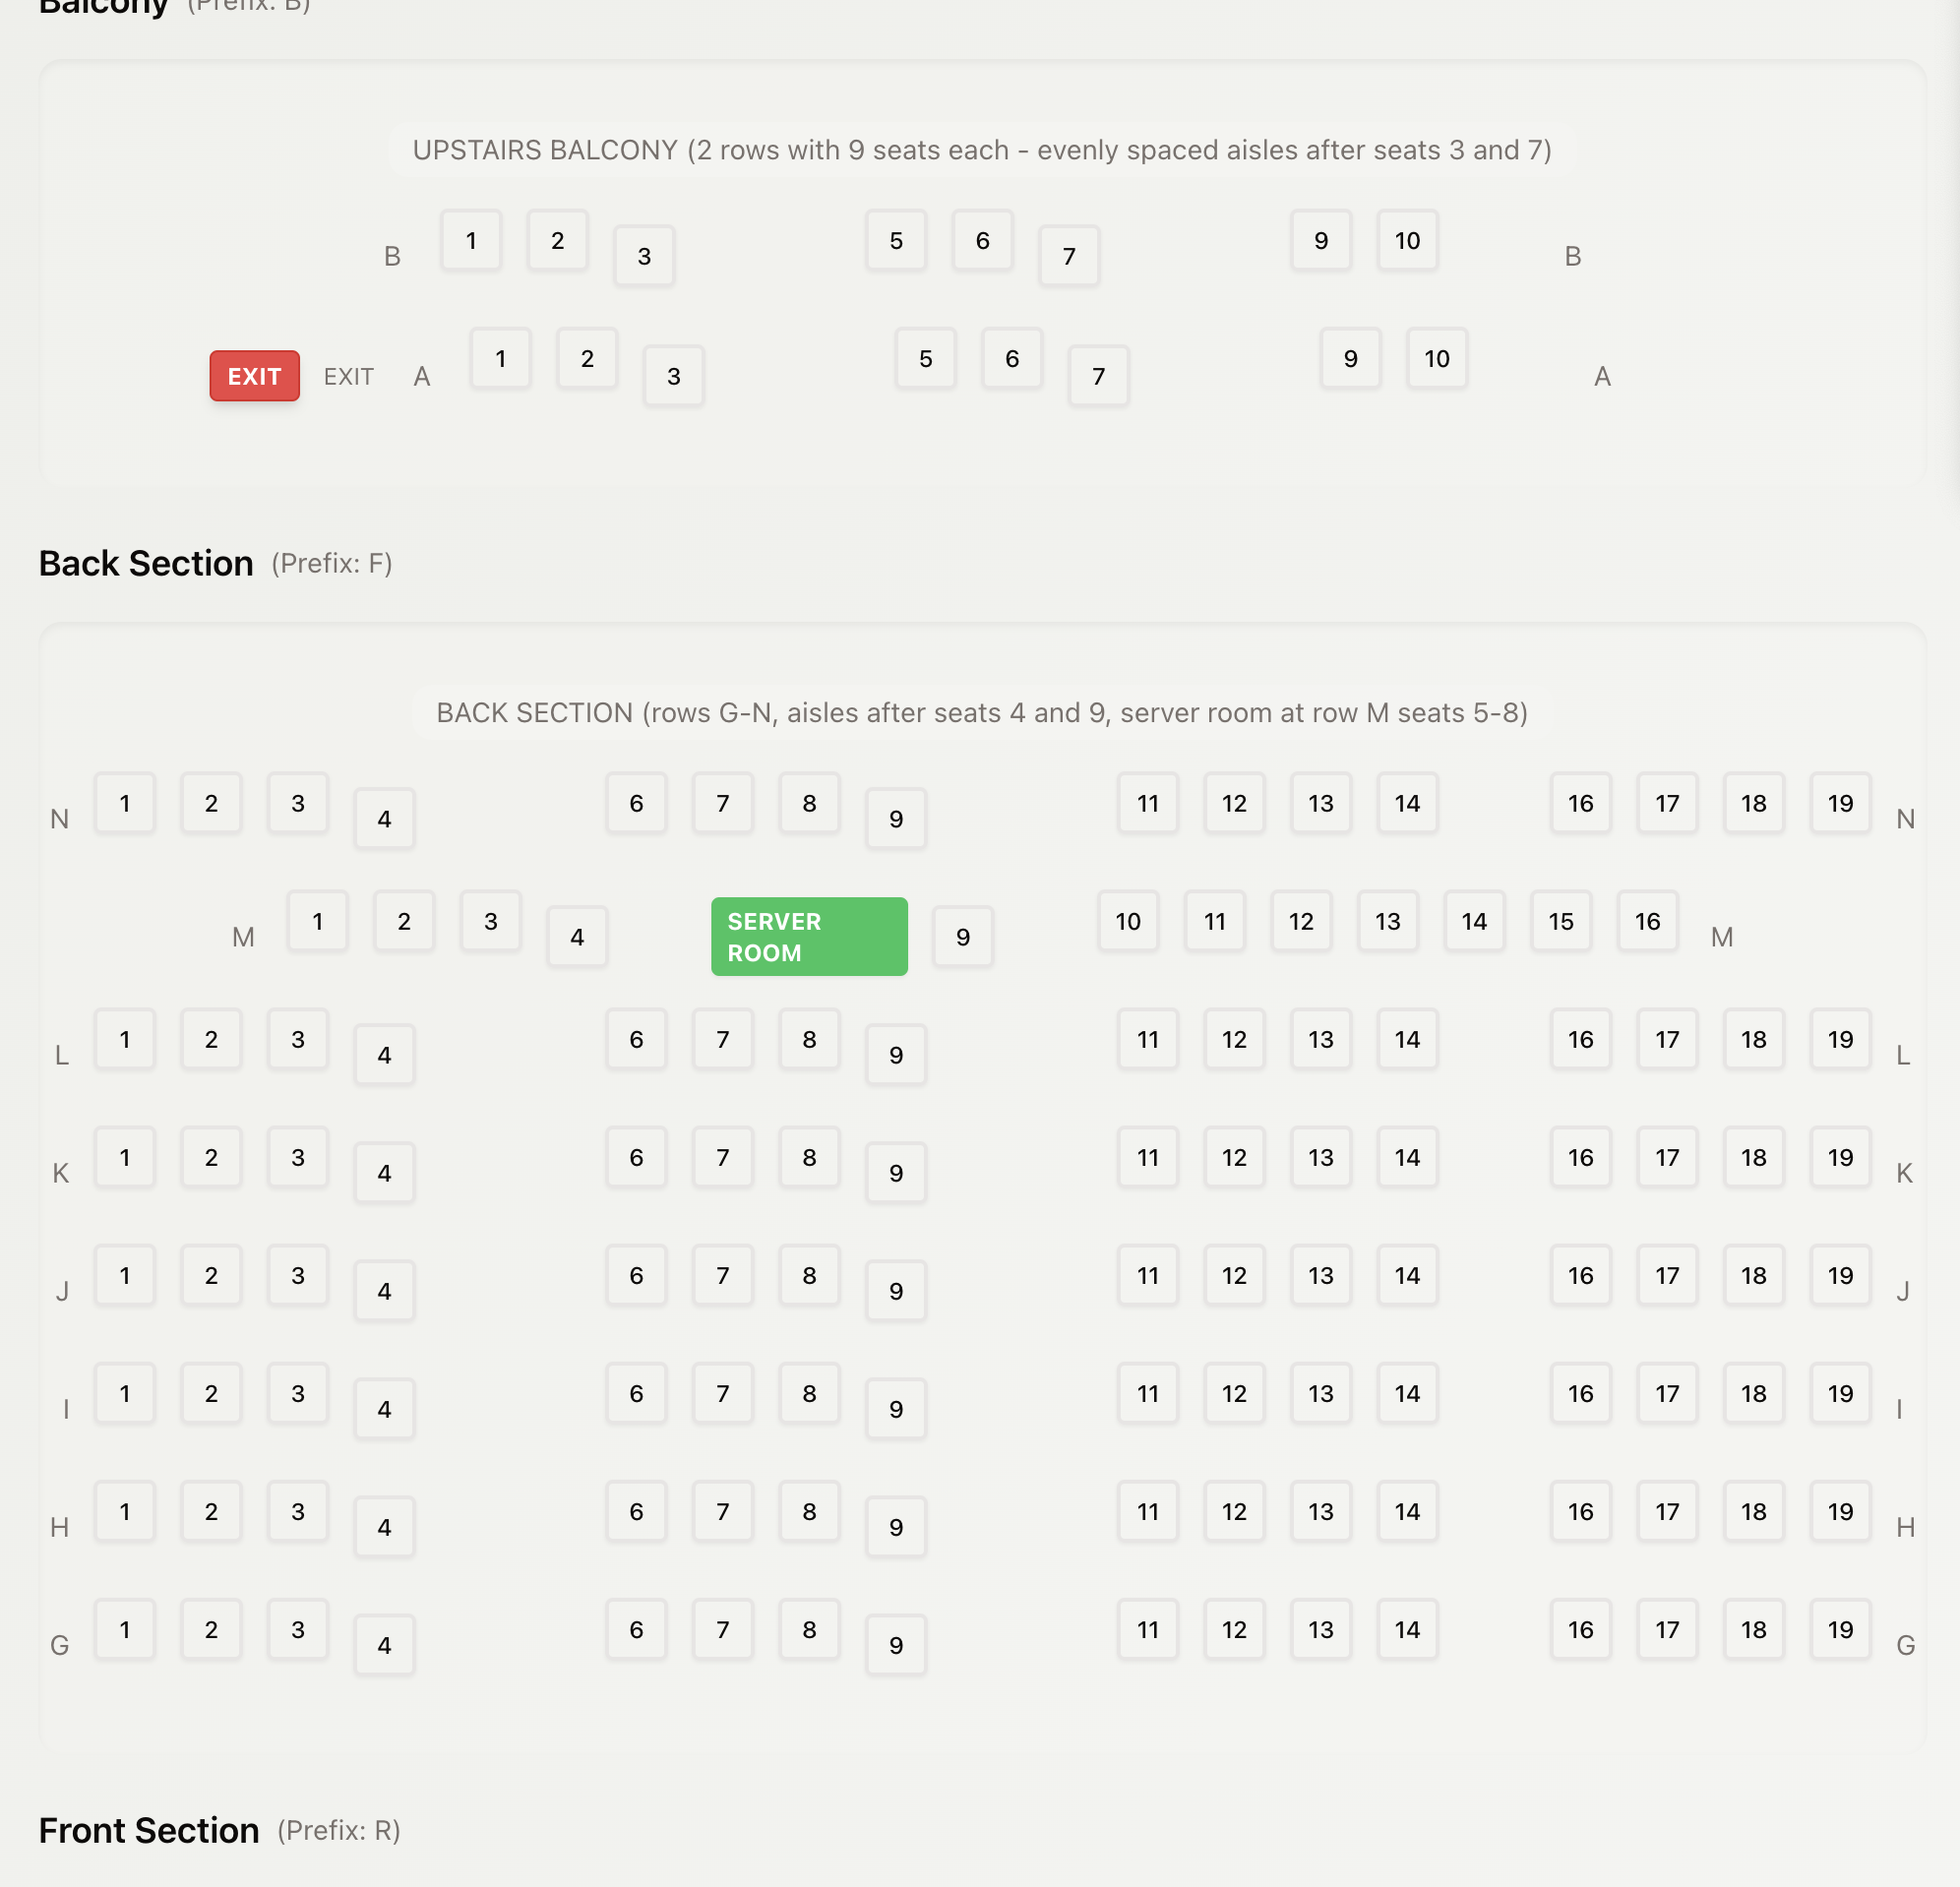 Balcony (Prefix: B)
UPSTAIRS BALCONY (2 rows with 9 seats each - evenly spaced aisles after seats 3 and 7)
B 1 2 3 5 6 7 9 10 B
EXIT EXIT A 1 2 3 5 6 7 9 10 A
Back Section (Prefix: F)
BACK SECTION (rows G-N, aisles after seats 4 and 9, server room at row M seats 5-8)
N 1 2 3 4 6 7 8 9 11 12 13 14 16 17 18 19 N
M 1 2 3 4 SERVER ROOM 9 10 11 12 13 14 15 16 M
L 1 2 3 4 6 7 8 9 11 12 13 14 16 17 18 19 L
K 1 2 3 4 6 7 8 9 11 12 13 14 16 17 18 19 K
J 1 2 3 4 6 7 8 9 11 12 13 14 16 17 18 19 J
I 1 2 3 4 6 7 8 9 11 12 13 14 16 17 18 19 I
H 1 2 3 4 6 7 8 9 11 12 13 14 16 17 18 19 H
G 1 2 3 4 6 7 8 9 11 12 13 14 16 17 18 19 G
Front Section (Prefix: R)